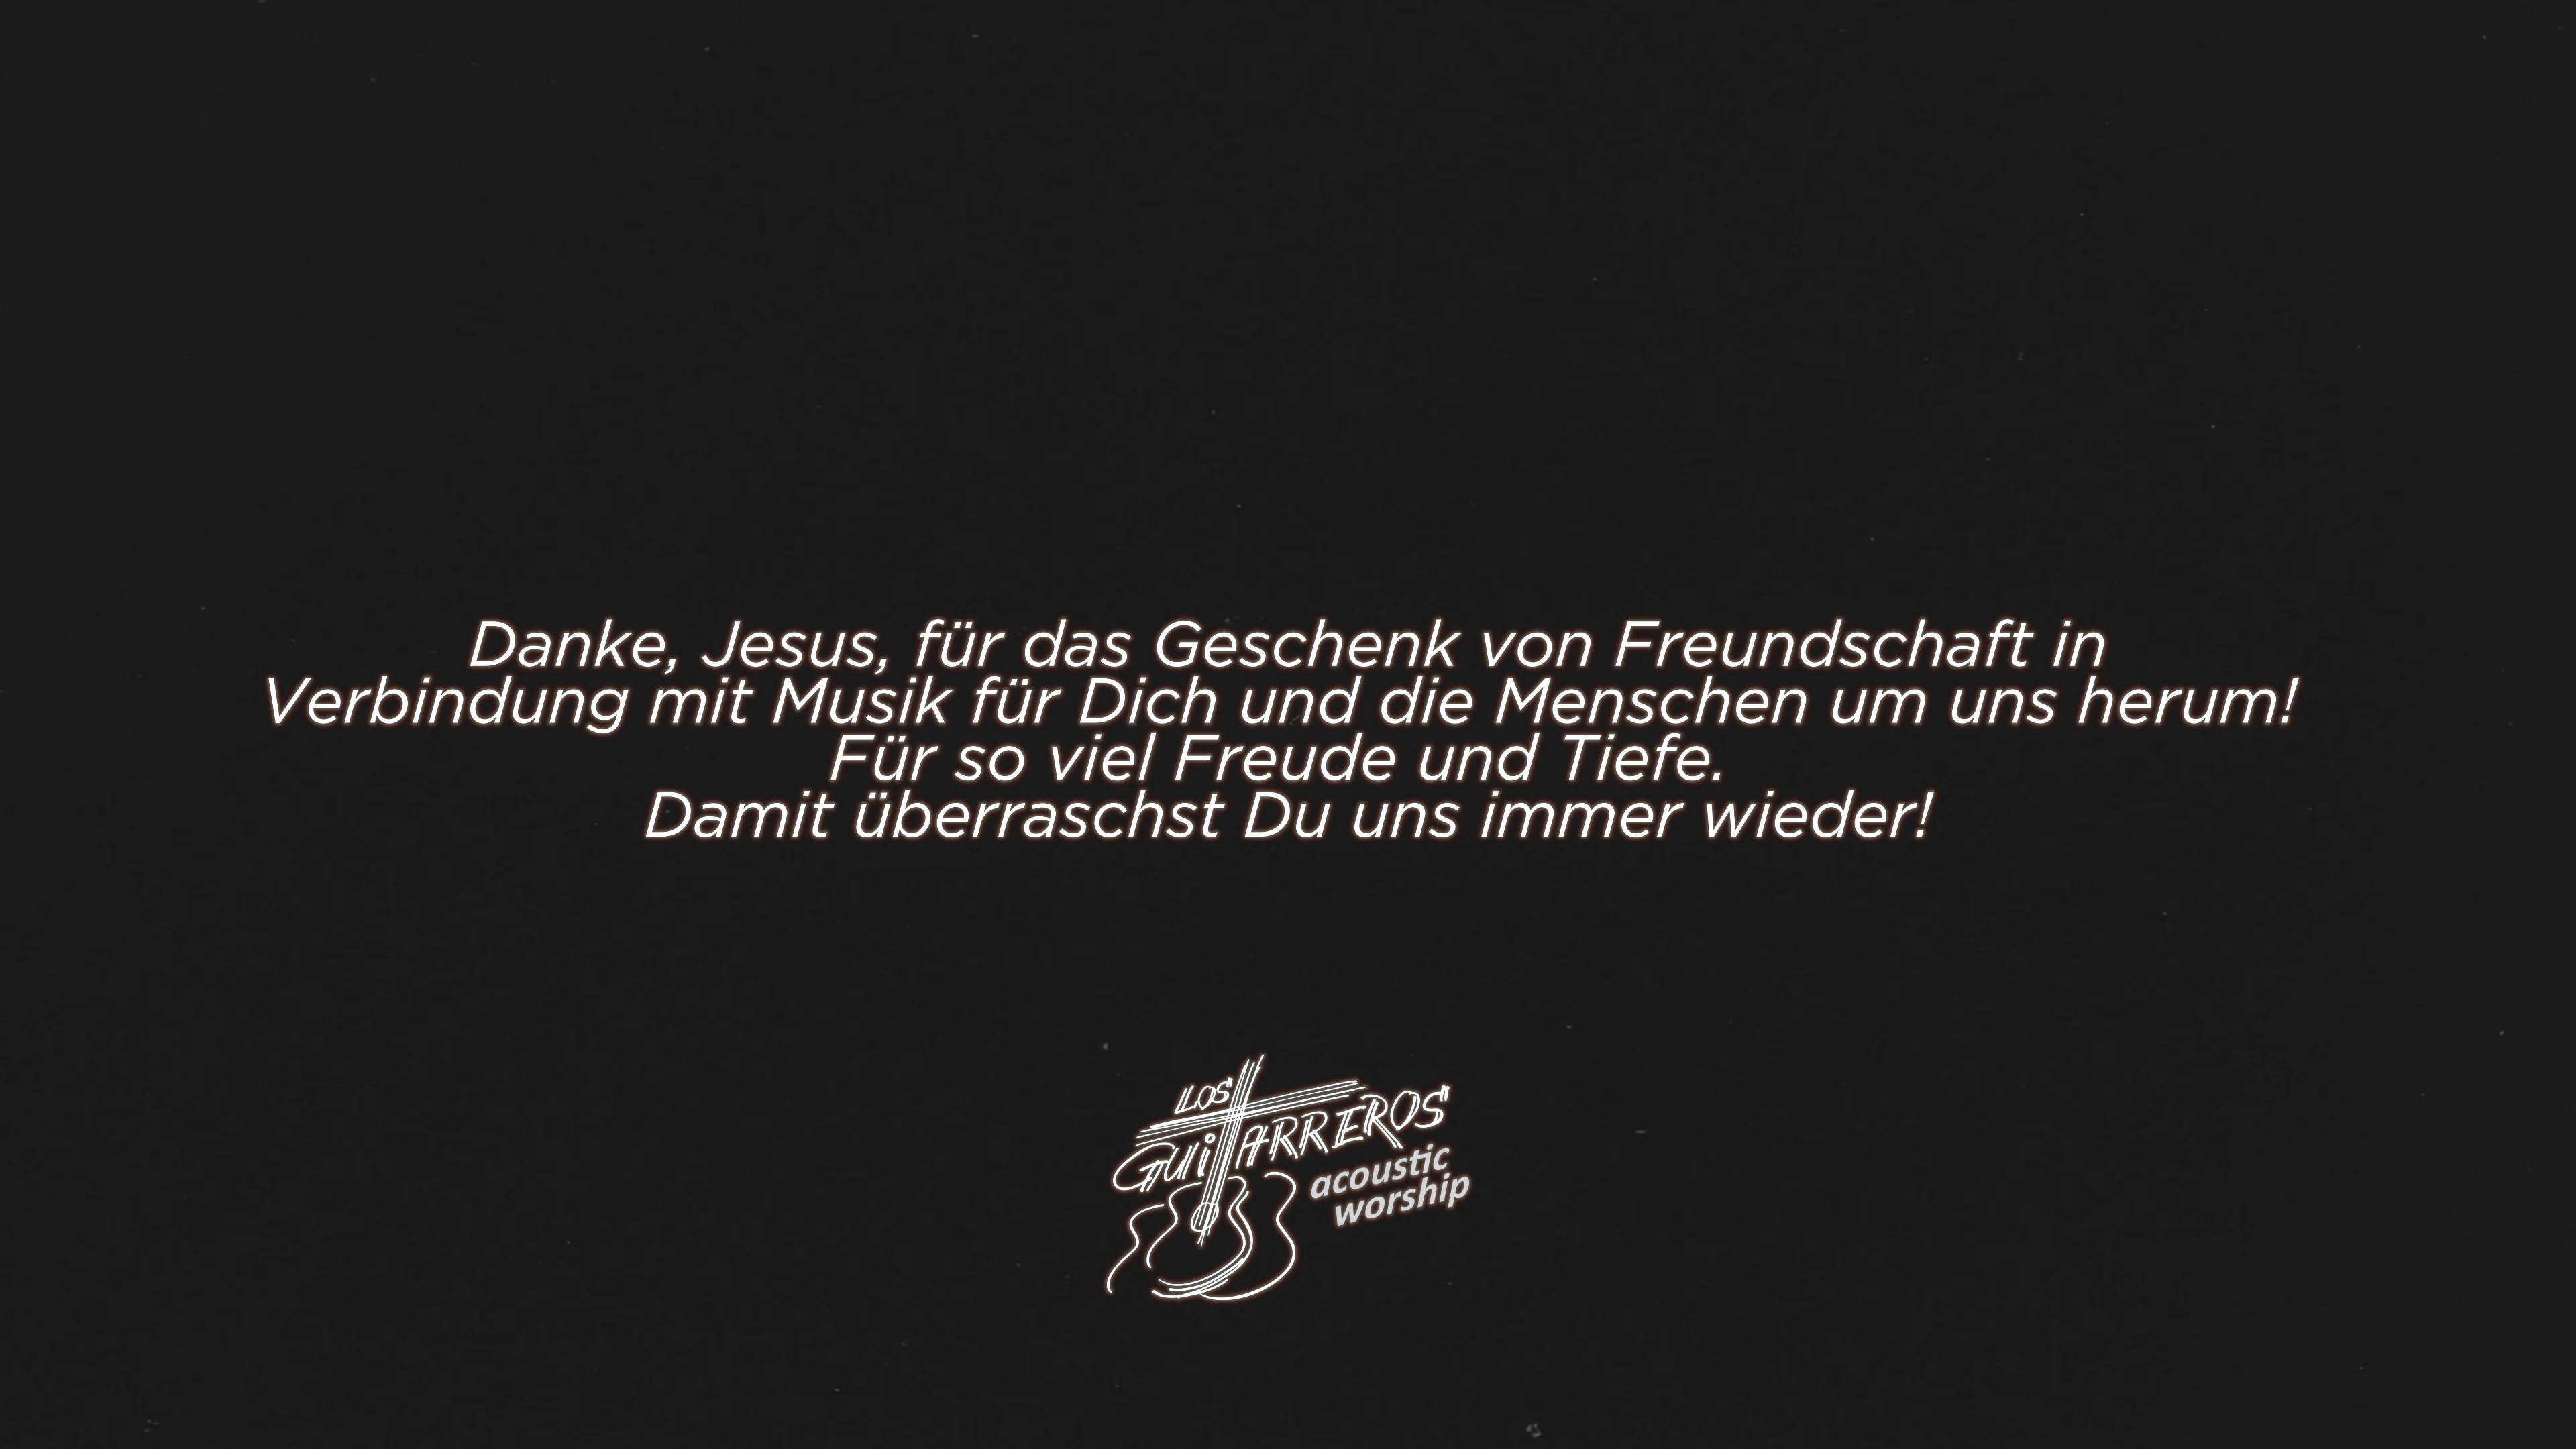 Danke, Jesus, für das Geschenk von Freundschaft in
Verbindung mit Musik für Dich und die Menschen um uns herum!
Für so viel Freude und Tiefe.
Damit überraschst Du uns immer wieder!
LOS
GUiTARREROS
acoustic
worship